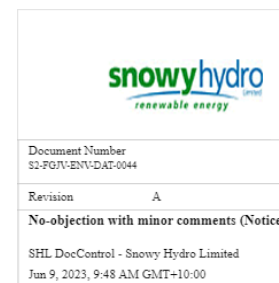 snowyhydro
Limited
renewable energy
Document Number
S2-FGJV-ENV-DAT-0044
Revision A
No-objection with minor comments (Notice
SHL DocControl - Snowy Hydro Limited
Jun 9, 2023, 9:48 AM GMT+10:00